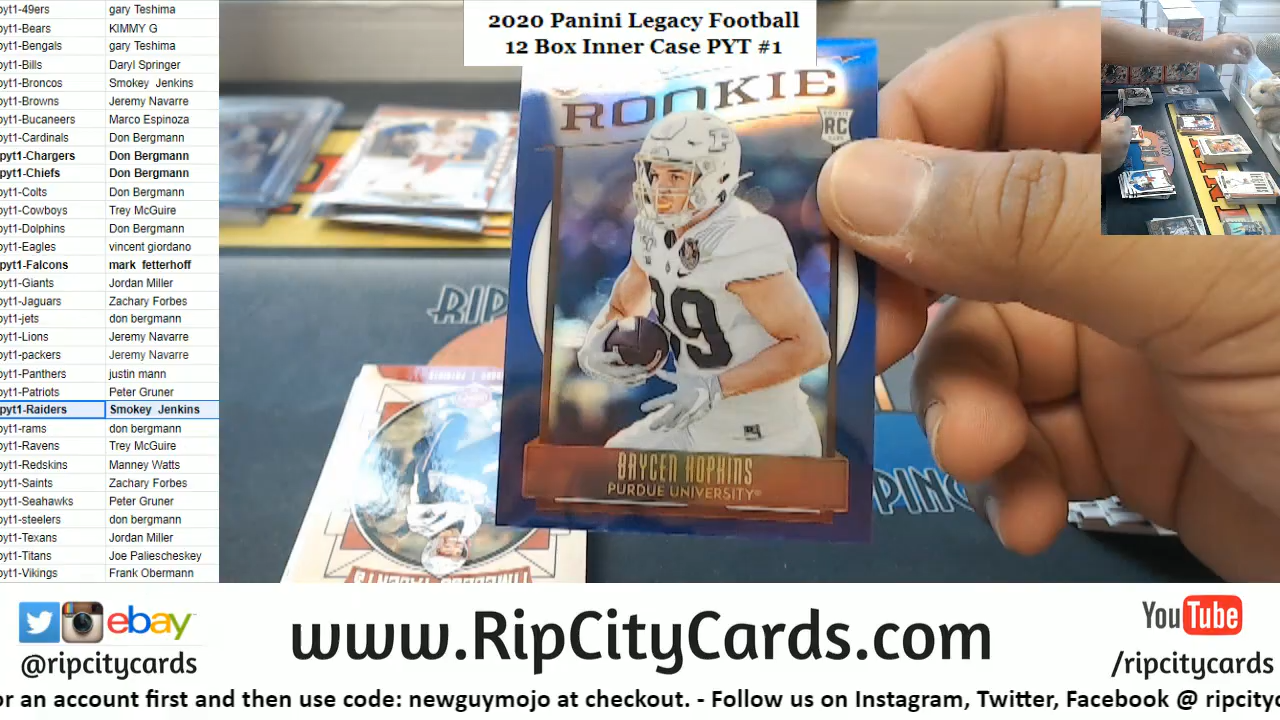 2020 Panini Legacy Football
12 Box Inner Case PYT #1
pyt1-49ers gary Teshima
pyt1-Bears KIMMY G
pyt1-Bengals gary Teshima
pyt1-Bills Daryl Springer
pyt1-Broncos Smokey Jenkins
pyt1-Browns Jeremy Navarre
pyt1-Bucaneers Marco Espinoza
pyt1-Cardinals Don Bergmann
pyt1-Chargers Don Bergmann
pyt1-Chiefs Don Bergmann
pyt1-Colts Don Bergmann
pyt1-Cowboys Trey McGuire
pyt1-Dolphins Don Bergmann
pyt1-Eagles vincent giordano
pyt1-Falcons mark fetterhoff
pyt1-Giants Jordan Miller
pyt1-Jaguars Zachary Forbes
pyt1-jets don bergmann
pyt1-Lions Jeremy Navarre
pyt1-packers Jeremy Navarre
pyt1-Panthers justin mann
pyt1-Patriots Peter Gruner
pyt1-Raiders Smokey Jenkins
pyt1-rams don bergmann
pyt1-Ravens Trey McGuire
pyt1-Redskins Manney Watts
pyt1-Saints Zachary Forbes
pyt1-Seahawks Peter Gruner
pyt1-steelers don bergmann
pyt1-Texans Jordan Miller
pyt1-Titans Joe Paliescheskey
pyt1-Vikings Frank Obermann
ROOKIE
RC
P
89
BRYCEN HOPKINS
PURDUE UNIVERSITY®
RIP
PING
ebay
@ripcitycards
www.RipCityCards.com
YouTube
/ripcitycards
or an account first and then use code: newguymojo at checkout. - Follow us on Instagram, Twitter, Facebook @ ripcityc